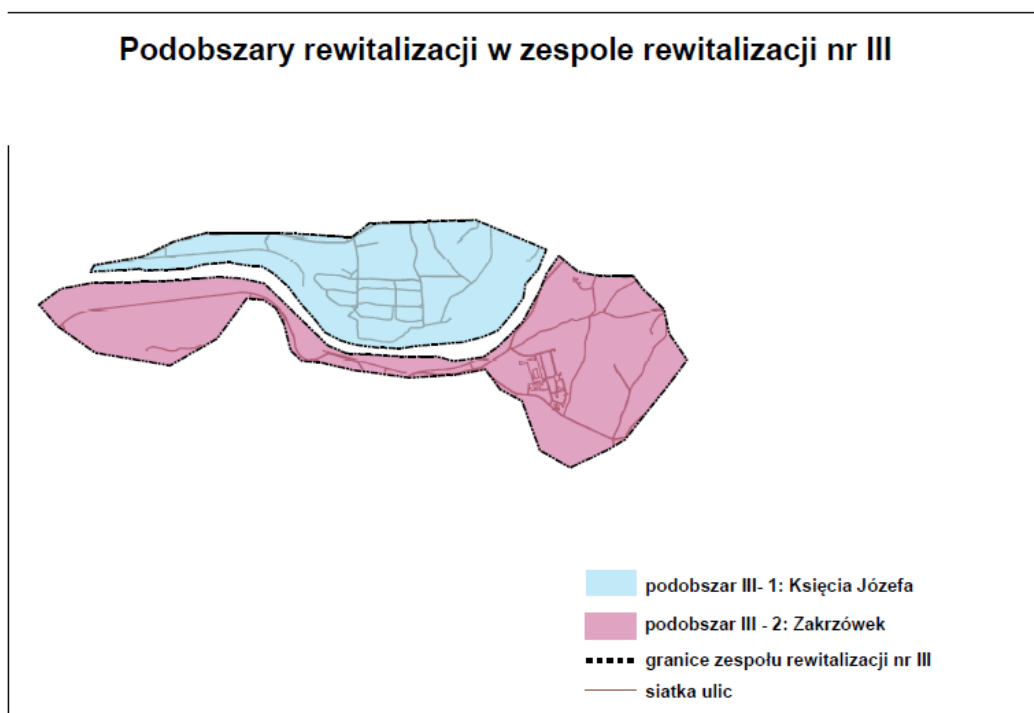 Podobszary rewitalizacji w zespole rewitalizacji nr III
podobszar III- 1: Księcia Józefa
podobszar III - 2: Zakrzówek
granice zespołu rewitalizacji nr III
siatka ulic